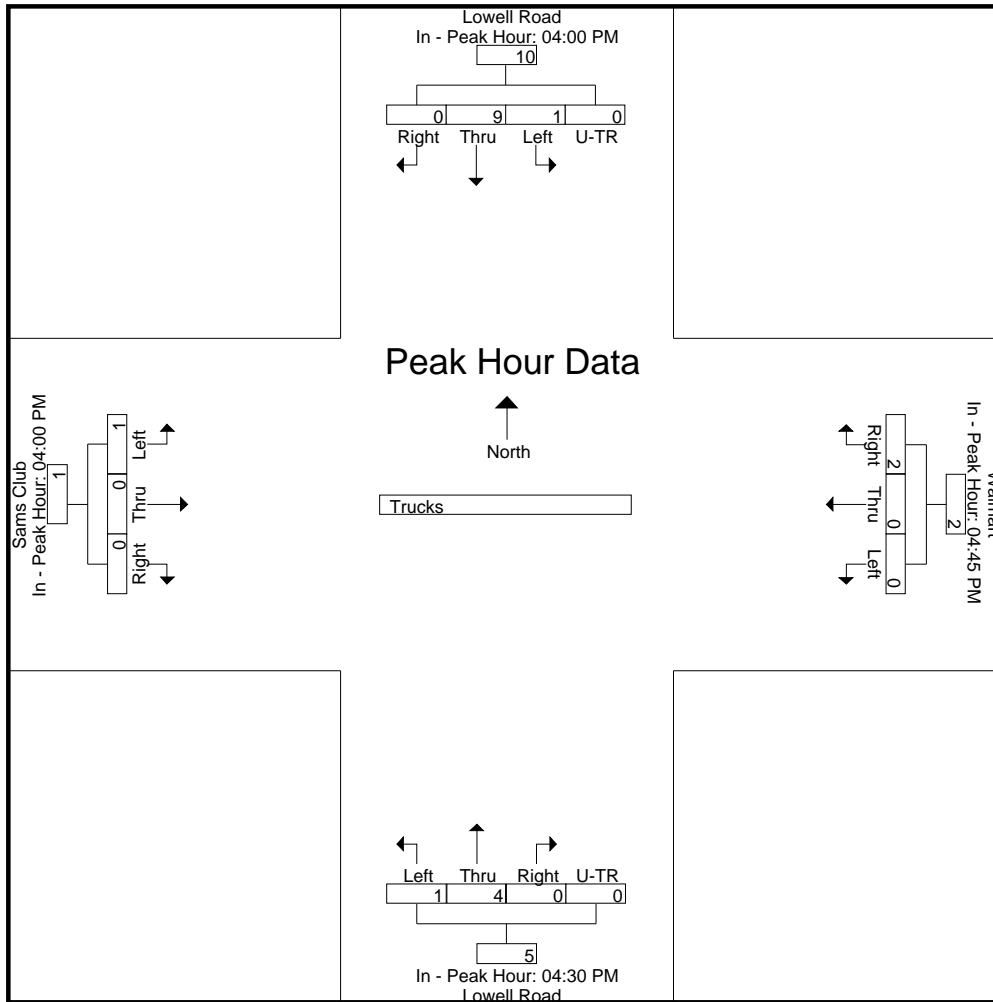 Lowell Road
In - Peak Hour: 04:00 PM
10
0 9 1 0
Right Thru Left U-TR
Peak Hour Data
North
Trucks
Sams Club
In - Peak Hour: 04:00 PM
1
1 0 0
Left Thru Right
Walmart
In - Peak Hour: 04:45 PM
2
2 0 0
Right Thru Left
Left Thru Right U-TR
1 4 0 0
5
In - Peak Hour: 04:30 PM
Lowell Road